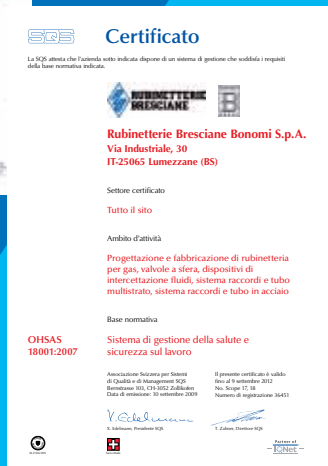 SQS
Certificato
La SQS attesta che l'azienda sotto indicata dispone di un sistema di gestione che soddisfa i requisiti
della base normativa indicata.
RUBINETTERIE
BRESCIANE
B
Rubinetterie Bresciane Bonomi S.p.A.
Via Industriale, 30
IT-25065 Lumezzane (BS)
Settore certificato
Tutto il sito
Ambito d'attività
Progettazione e fabbricazione di rubinetteria
per gas, valvole a sfera, dispositivi di
intercettazione fluidi, sistema raccordi e tubo
multistrato, sistema raccordi e tubo in acciaio
Base normativa
OHSAS
18001:2007
Sistema di gestione della salute e
sicurezza sul lavoro
Associazione Svizzera per Sistemi
di Qualità e di Management SQS
Bernstrasse 103, CH-3052 Zollikofen
Data di emissione: 10 settembre 2009
Il presente certificato è valido
fino al 9 settembre 2012
No. Scope 17, 18
Numero di registrazione 36451
X. Edelmann, Presidente SQS
T. Zahner, Direttore SQS
Partner of
IQNet